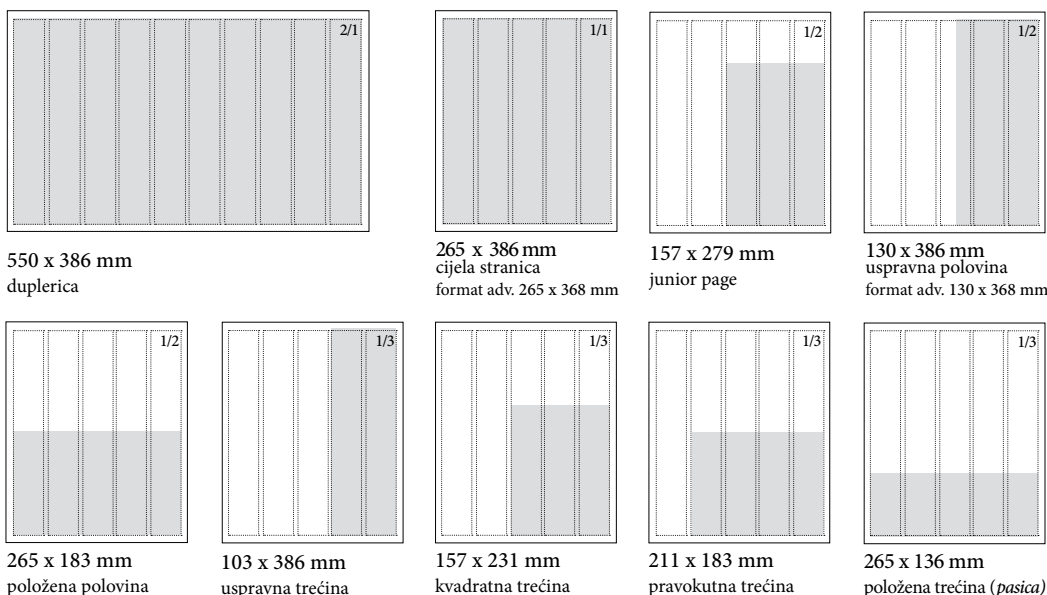 2/1
550 x 386 mm
duplerica
1/1
265 x 386 mm
cijela stranica
format adv. 265 x 368 mm
1/2
157 x 279 mm
junior page
1/2
130 x 386 mm
uspravna polovina
format adv. 130 x 368 mm
1/2
265 x 183 mm
položena polovina
1/3
103 x 386 mm
uspravna trećina
1/3
157 x 231 mm
kvadratna trećina
1/3
211 x 183 mm
pravokutna trećina
1/3
265 x 136 mm
položena trećina (pasica)